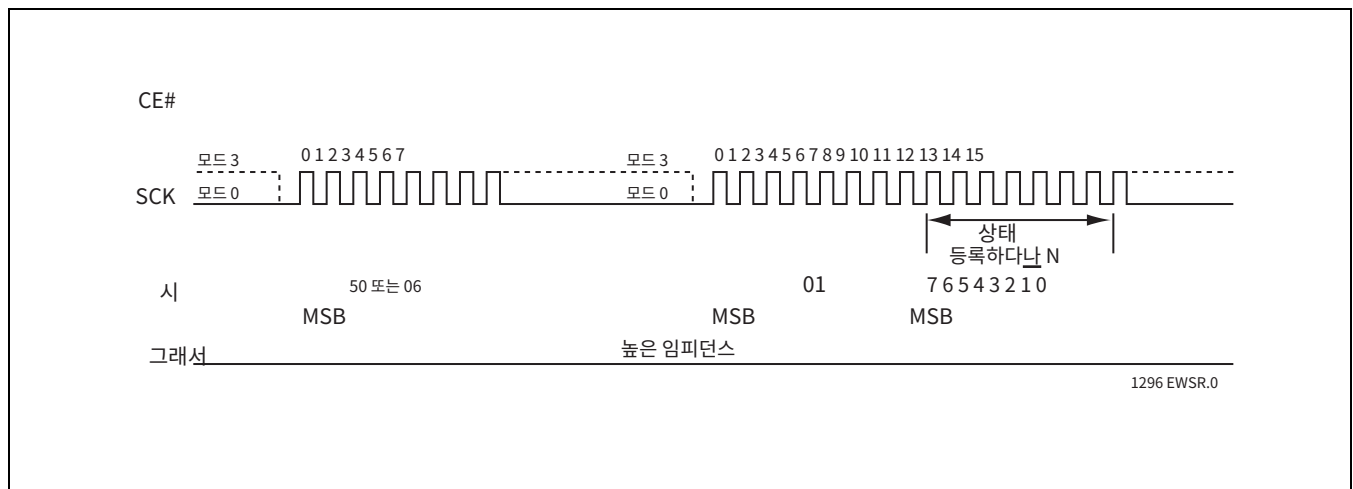 CE#
모드 3 0 1 2 3 4 5 6 7 모드 3 0 1 2 3 4 5 6 7 8 9 10 11 12 13 14 15
SCK 모드 0 모드 0
상태
등록하다나 N
시 50 또는 06 01 7 6 5 4 3 2 1 0
MSB MSB MSB
그래서 높은 임피던스
1296 EWSR.0